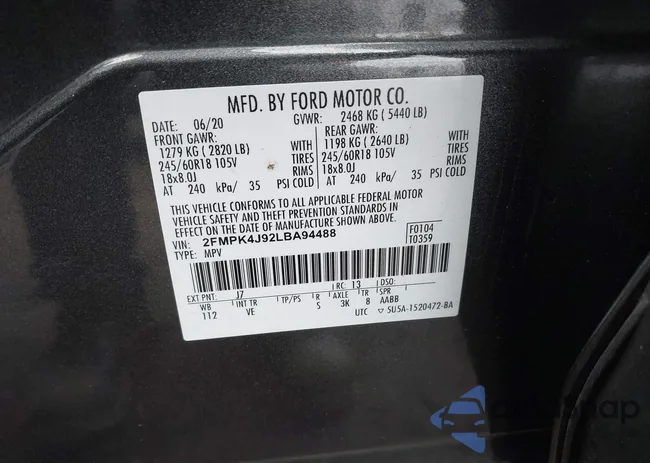 MFD. BY FORD MOTOR CO.
DATE: 06/20 GVWR: 2468 KG ( 5440 LB)
FRONT GAWR: REAR GAWR:
1279 KG ( 2820 LB) WITH 1198 KG ( 2640 LB) WITH
245/60R18 105V TIRES 245/60R18 105V TIRES
18x8.0J RIMS 18x8.0J RIMS
AT 240 kPa/ 35 PSI COLD AT 240 kPa/ 35 PSI COLD
THIS VEHICLE CONFORMS TO ALL APPLICABLE FEDERAL MOTOR
VEHICLE SAFETY AND THEFT PREVENTION STANDARDS IN
EFFECT ON THE DATE OF MANUFACTURE SHOWN ABOVE.
VIN: 2FMPK4J92LBA94488 F0104
TYPE: MPV T0359
EXT PNT: J7 RC: 13 DSO:
WB INT TR TP/PS R AXLE TR SPR
112 VE S 3K 8 AABB
UTC ▽ 5U5A-1520472-BA
autosnap